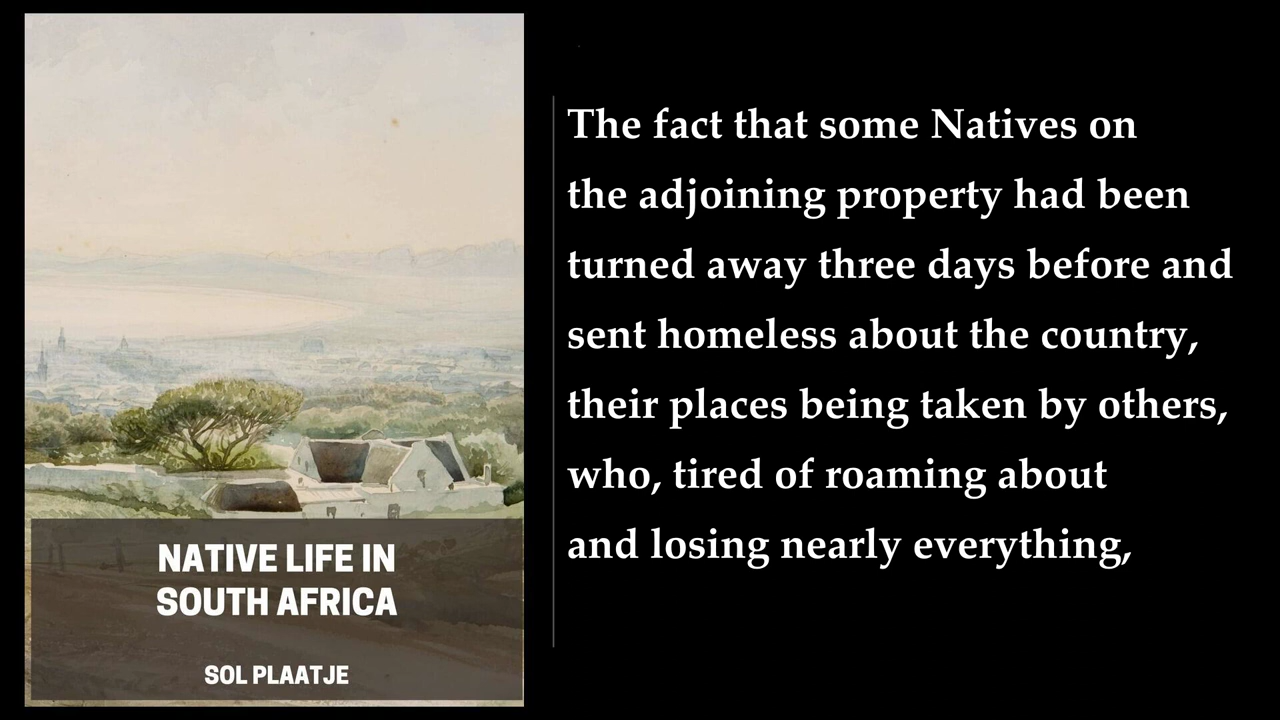 NATIVE LIFE IN
SOUTH AFRICA
SOL PLAATJE
The fact that some Natives on
the adjoining property had been
turned away three days before and
sent homeless about the country,
their places being taken by others,
who, tired of roaming about
and losing nearly everything,